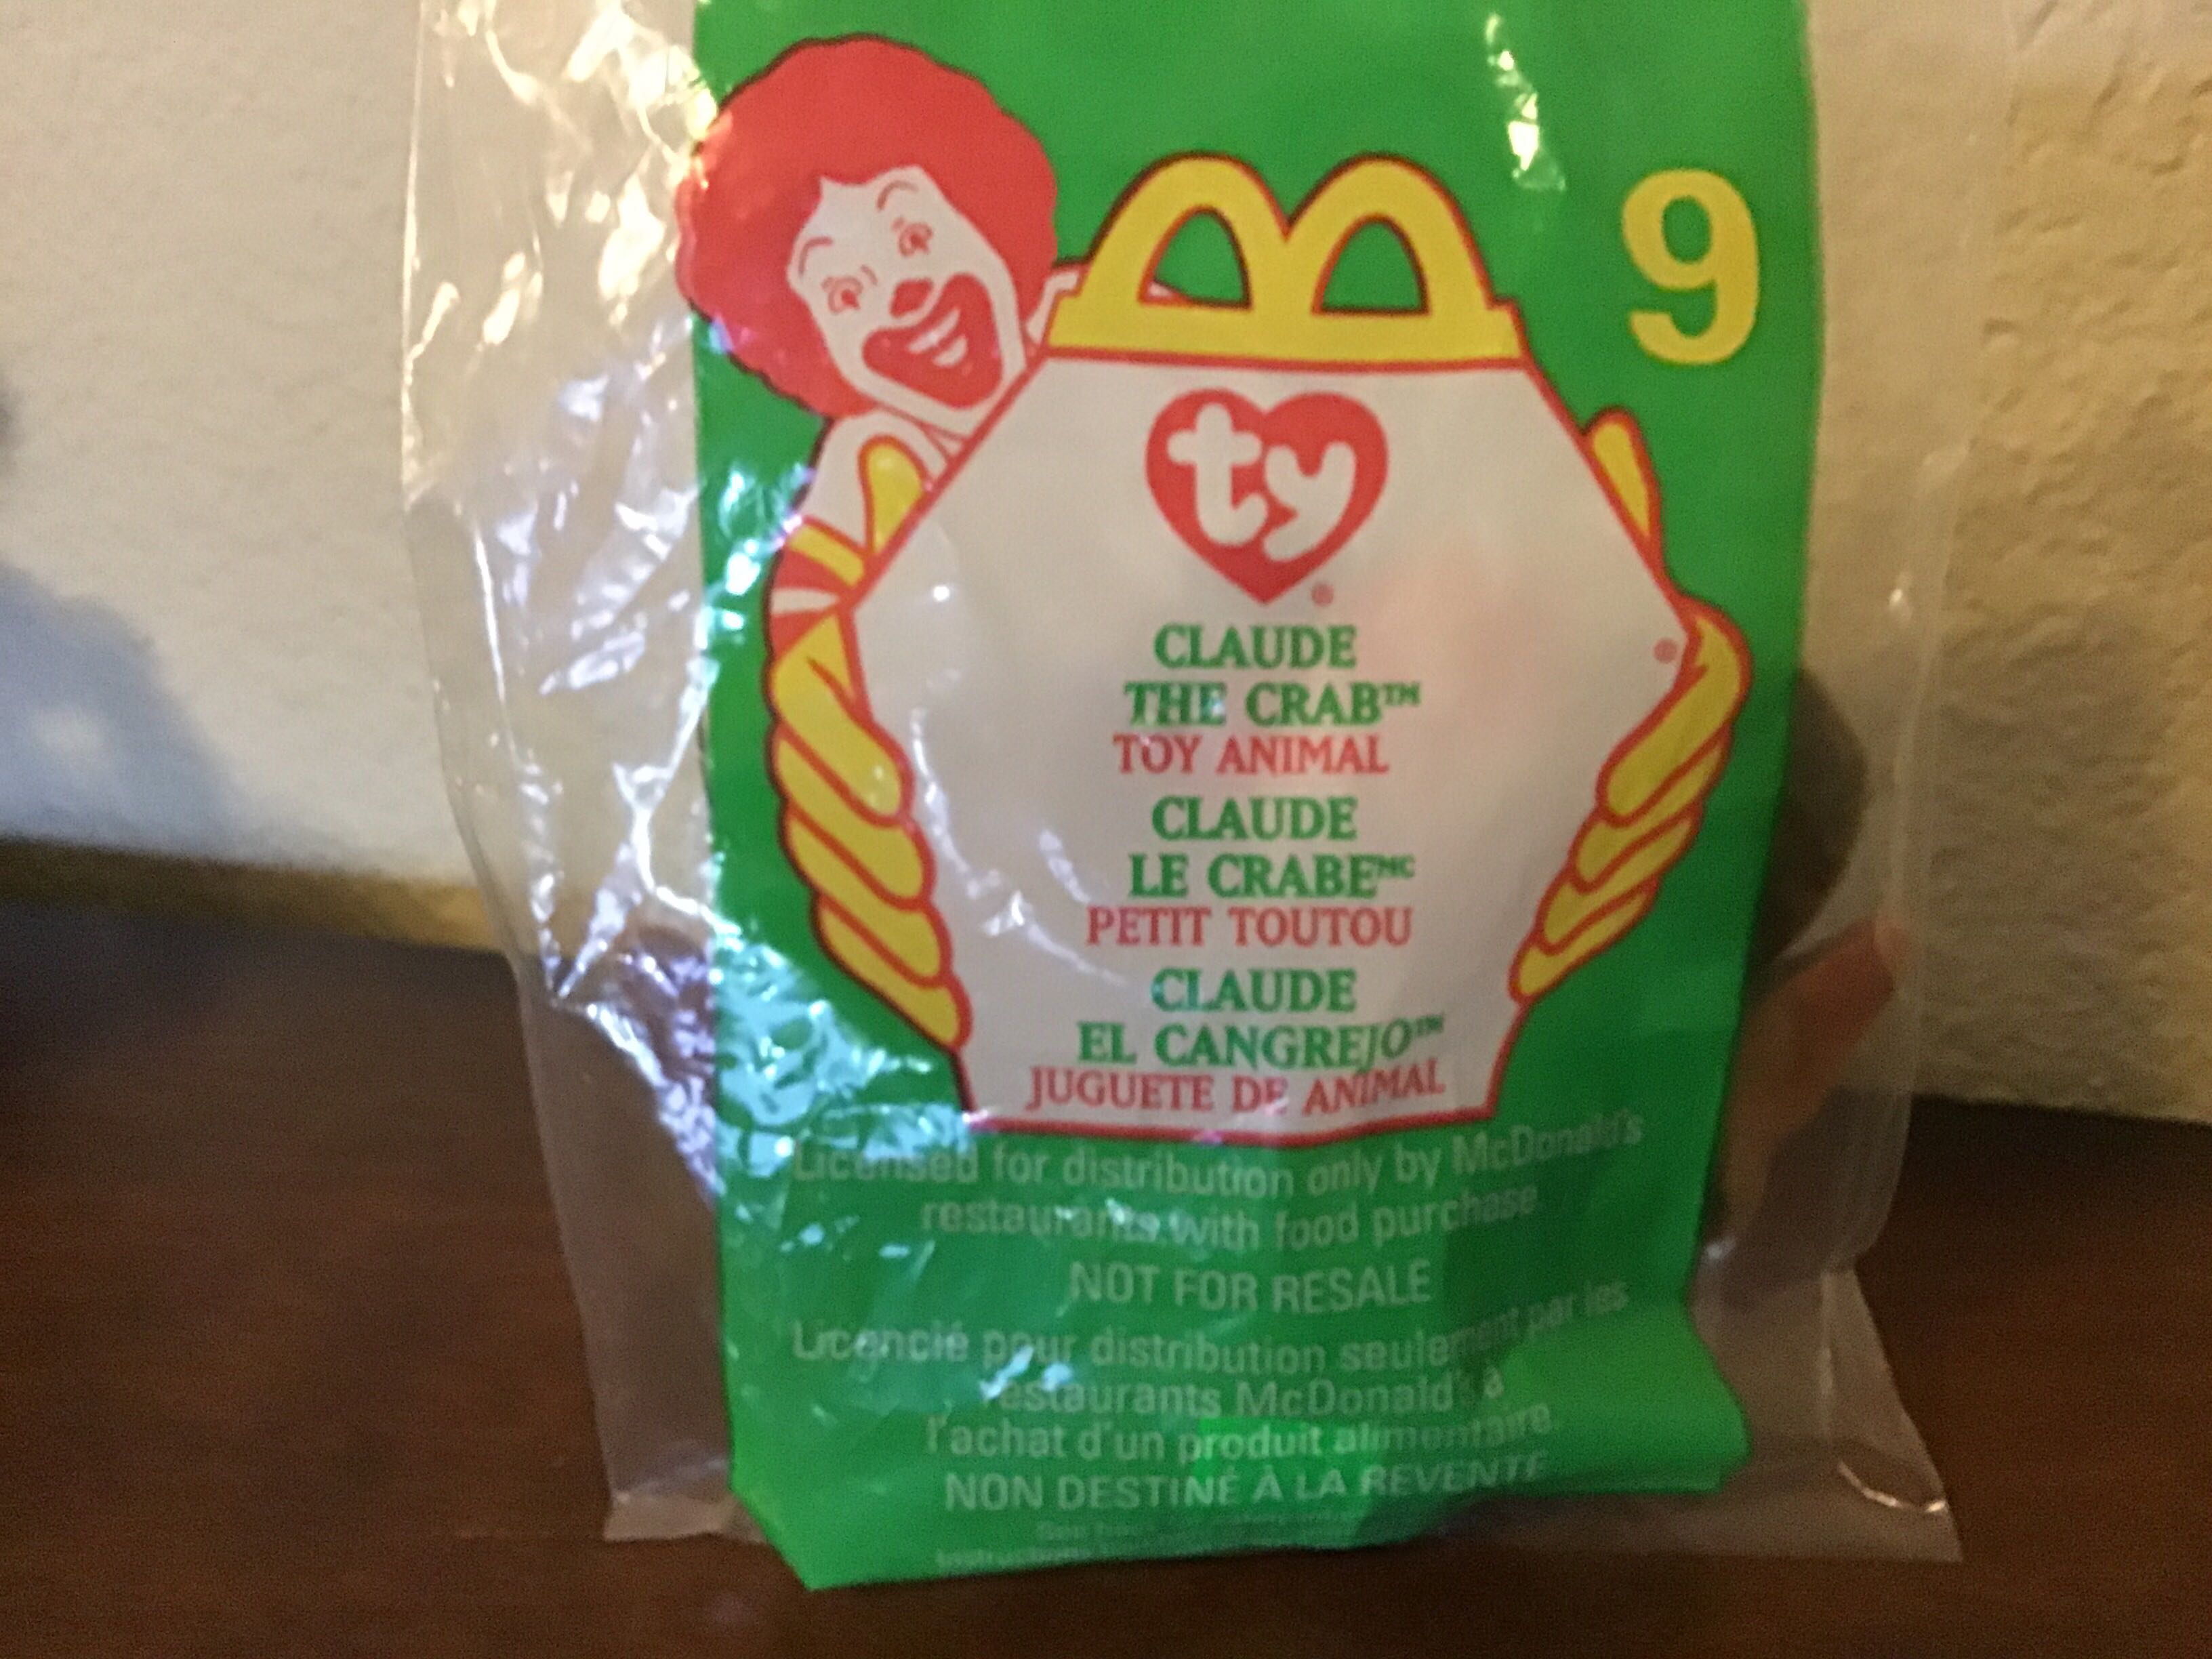 9
ty®
CLAUDE
THE CRAB™
TOY ANIMAL
CLAUDE
LE CRABEMC
PETIT TOUTOU
CLAUDE
EL CANGREJO™
JUGUETE DE ANIMAL
®
Licensed for distribution only by McDonald's
restaurants with food purchase
NOT FOR RESALE
Licencié pour distribution seulement par les
restaurants McDonald's à
l'achat d'un produit alimentaire.
NON DESTINÉ À LA REVENTE